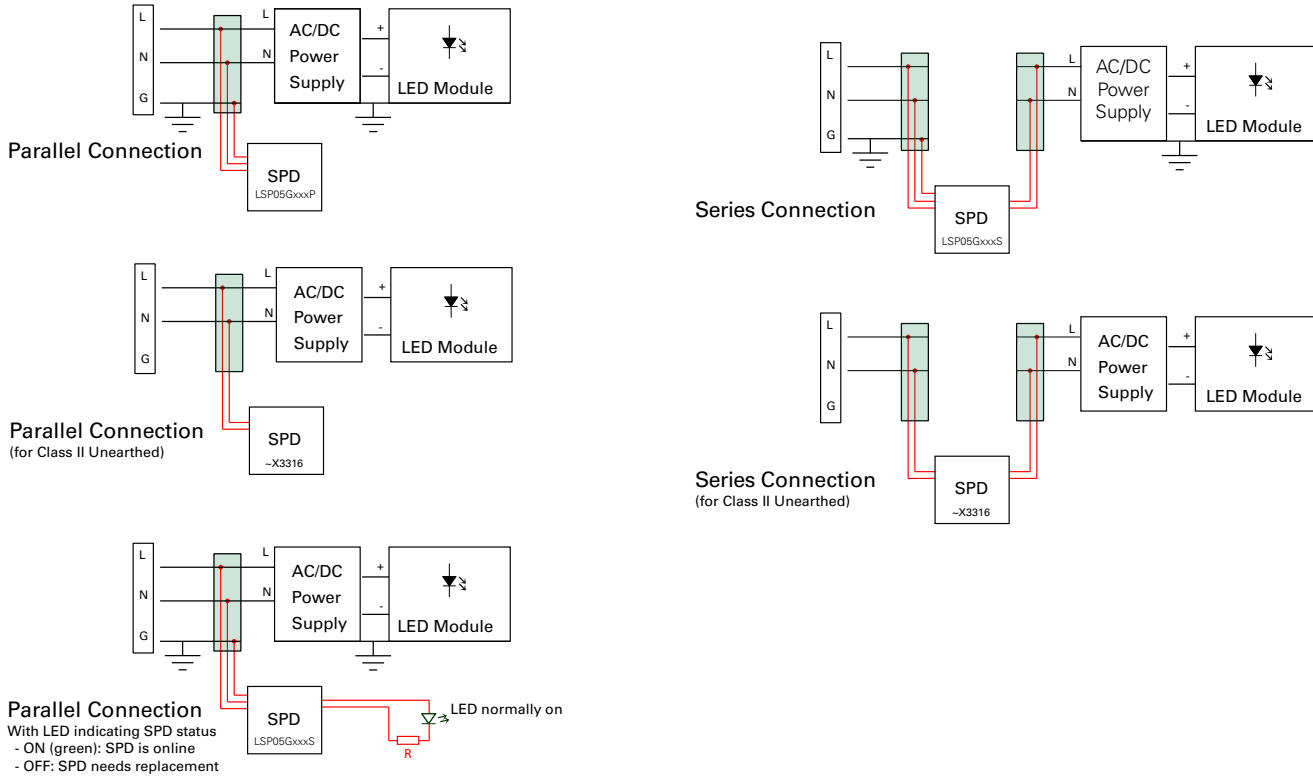 L
N
G
L
N
AC/DC
Power
Supply
+
-
LED Module
Parallel Connection
SPD
LSP05GxxxP
L
N
G
L
N
AC/DC
Power
Supply
+
-
LED Module
Parallel Connection
(for Class II Unearthed)
SPD
~X3316
L
N
G
L
N
AC/DC
Power
Supply
+
-
LED Module
Parallel Connection
With LED indicating SPD status
- ON (green): SPD is online
- OFF: SPD needs replacement
SPD
LSP05GxxxS
LED normally on
R
L
N
G
L
N
AC/DC
Power
Supply
+
-
LED Module
Series Connection
SPD
LSP05GxxxS
L
N
G
L
N
AC/DC
Power
Supply
+
-
LED Module
Series Connection
(for Class II Unearthed)
SPD
~X3316